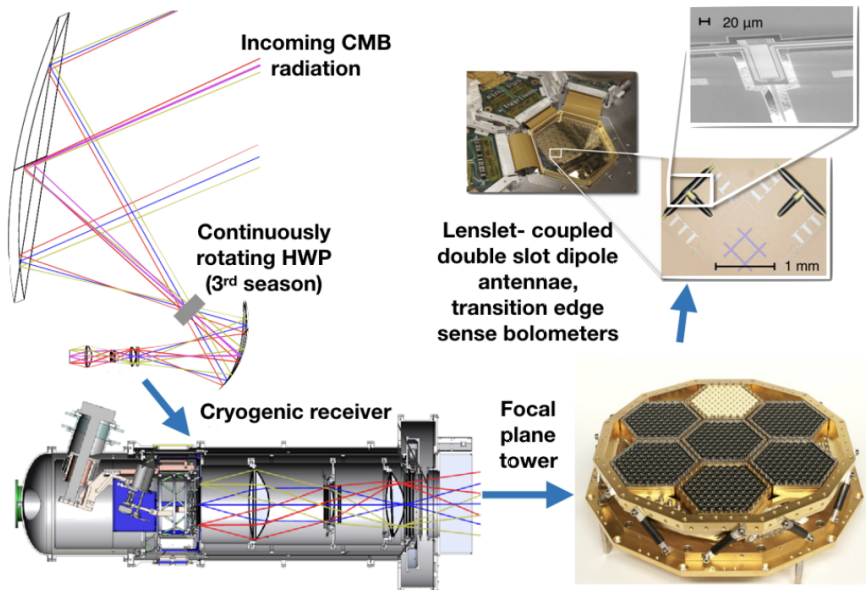 Incoming CMB
radiation
20 µm
Continuously
rotating HWP
(3rd season)
Lenslet- coupled
double slot dipole
antennae,
transition edge
sense bolometers
1 mm
Cryogenic receiver
Focal
plane
tower